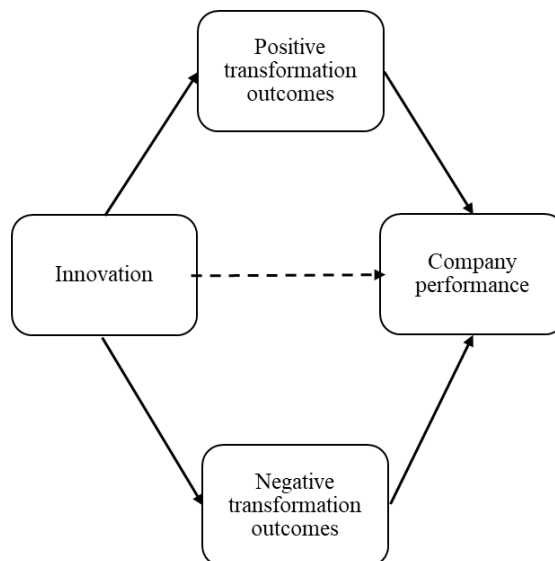 Positive
transformation
outcomes
Innovation
Company
performance
Negative
transformation
outcomes